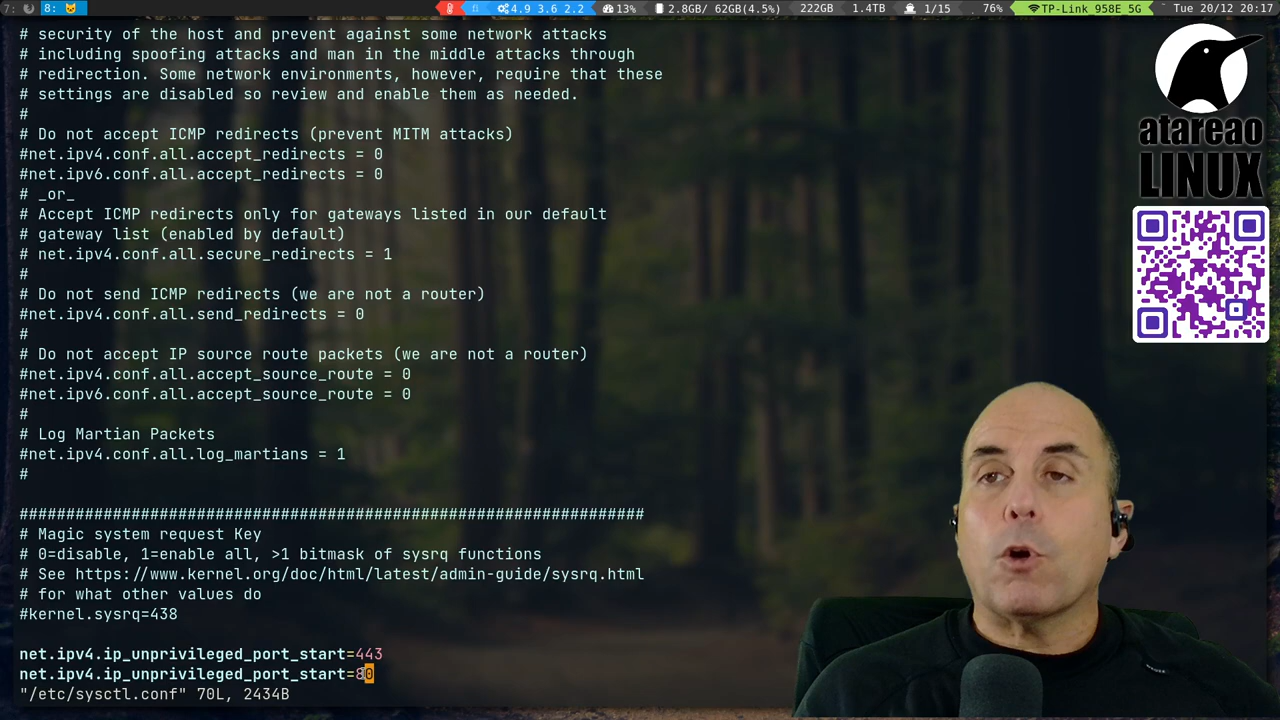 7: 8: 4.9 3.6 2.2 13% 2.8GB/ 62GB(4.5%) 222GB 1.4TB 1/15 76% TP-Link 958E 5G Tue 20/12 20:17
# security of the host and prevent against some network attacks
# including spoofing attacks and man in the middle attacks through
# redirection. Some network environments, however, require that these
# settings are disabled so review and enable them as needed.
#
# Do not accept ICMP redirects (prevent MITM attacks)
#net.ipv4.conf.all.accept_redirects = 0
#net.ipv6.conf.all.accept_redirects = 0
# _or_
# Accept ICMP redirects only for gateways listed in our default
# gateway list (enabled by default)
# net.ipv4.conf.all.secure_redirects = 1
#
# Do not send ICMP redirects (we are not a router)
#net.ipv4.conf.all.send_redirects = 0
#
# Do not accept IP source route packets (we are not a router)
#net.ipv4.conf.all.accept_source_route = 0
#net.ipv6.conf.all.accept_source_route = 0
#
# Log Martian Packets
#net.ipv4.conf.all.log_martians = 1
#
###################################################################
# Magic system request Key
# 0=disable, 1=enable all, >1 bitmask of sysrq functions
# See https://www.kernel.org/doc/html/latest/admin-guide/sysrq.html
# for what other values do
#kernel.sysrq=438
net.ipv4.ip_unprivileged_port_start=443
net.ipv4.ip_unprivileged_port_start=80
"/etc/sysctl.conf" 70L, 2434B
atareao
LINUX